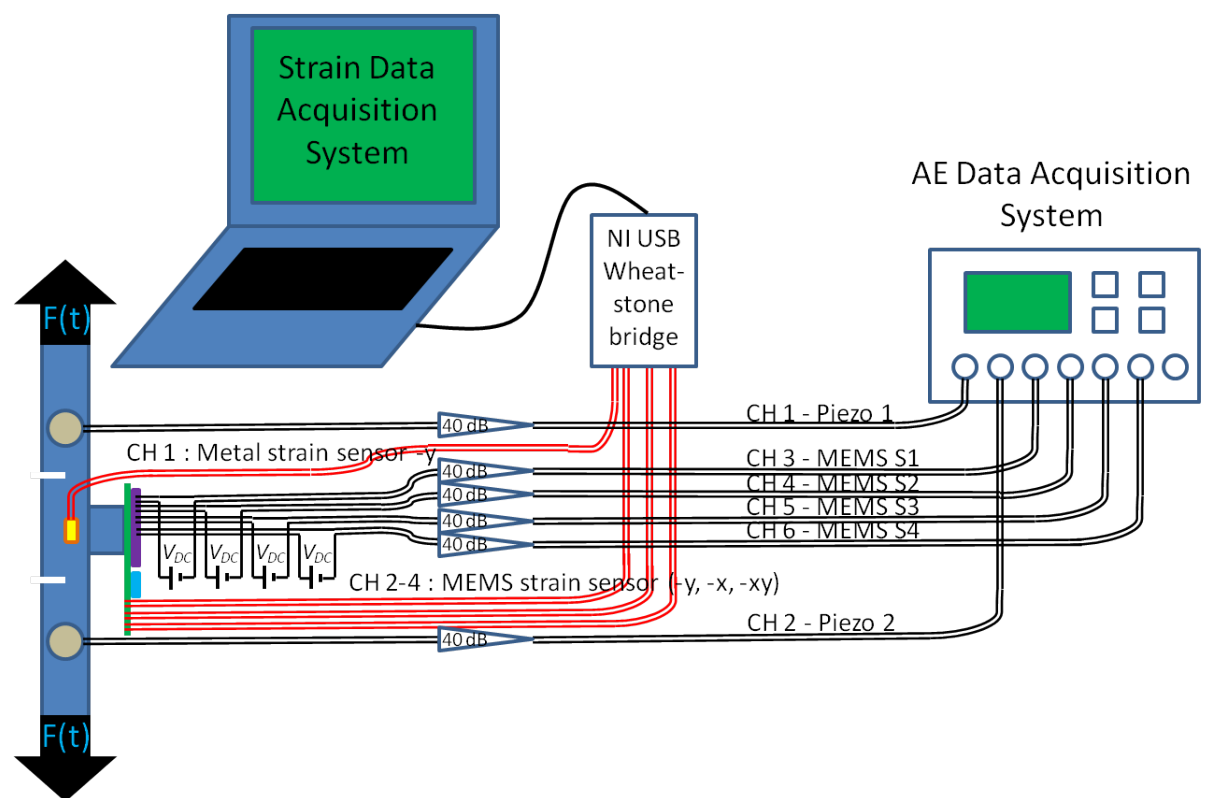 Strain Data
Acquisition
System
AE Data Acquisition
System
NI USB
Wheat-
stone
bridge
F(t)
40 dB
CH 1 - Piezo 1
CH 1 : Metal strain sensor -y
40 dB
CH 3 - MEMS S1
40 dB
CH 4 - MEMS S2
40 dB
CH 5 - MEMS S3
40 dB
CH 6 - MEMS S4
VDC VDC VDC VDC
CH 2-4 : MEMS strain sensor (-y, -x, -xy)
40 dB
CH 2 - Piezo 2
F(t)